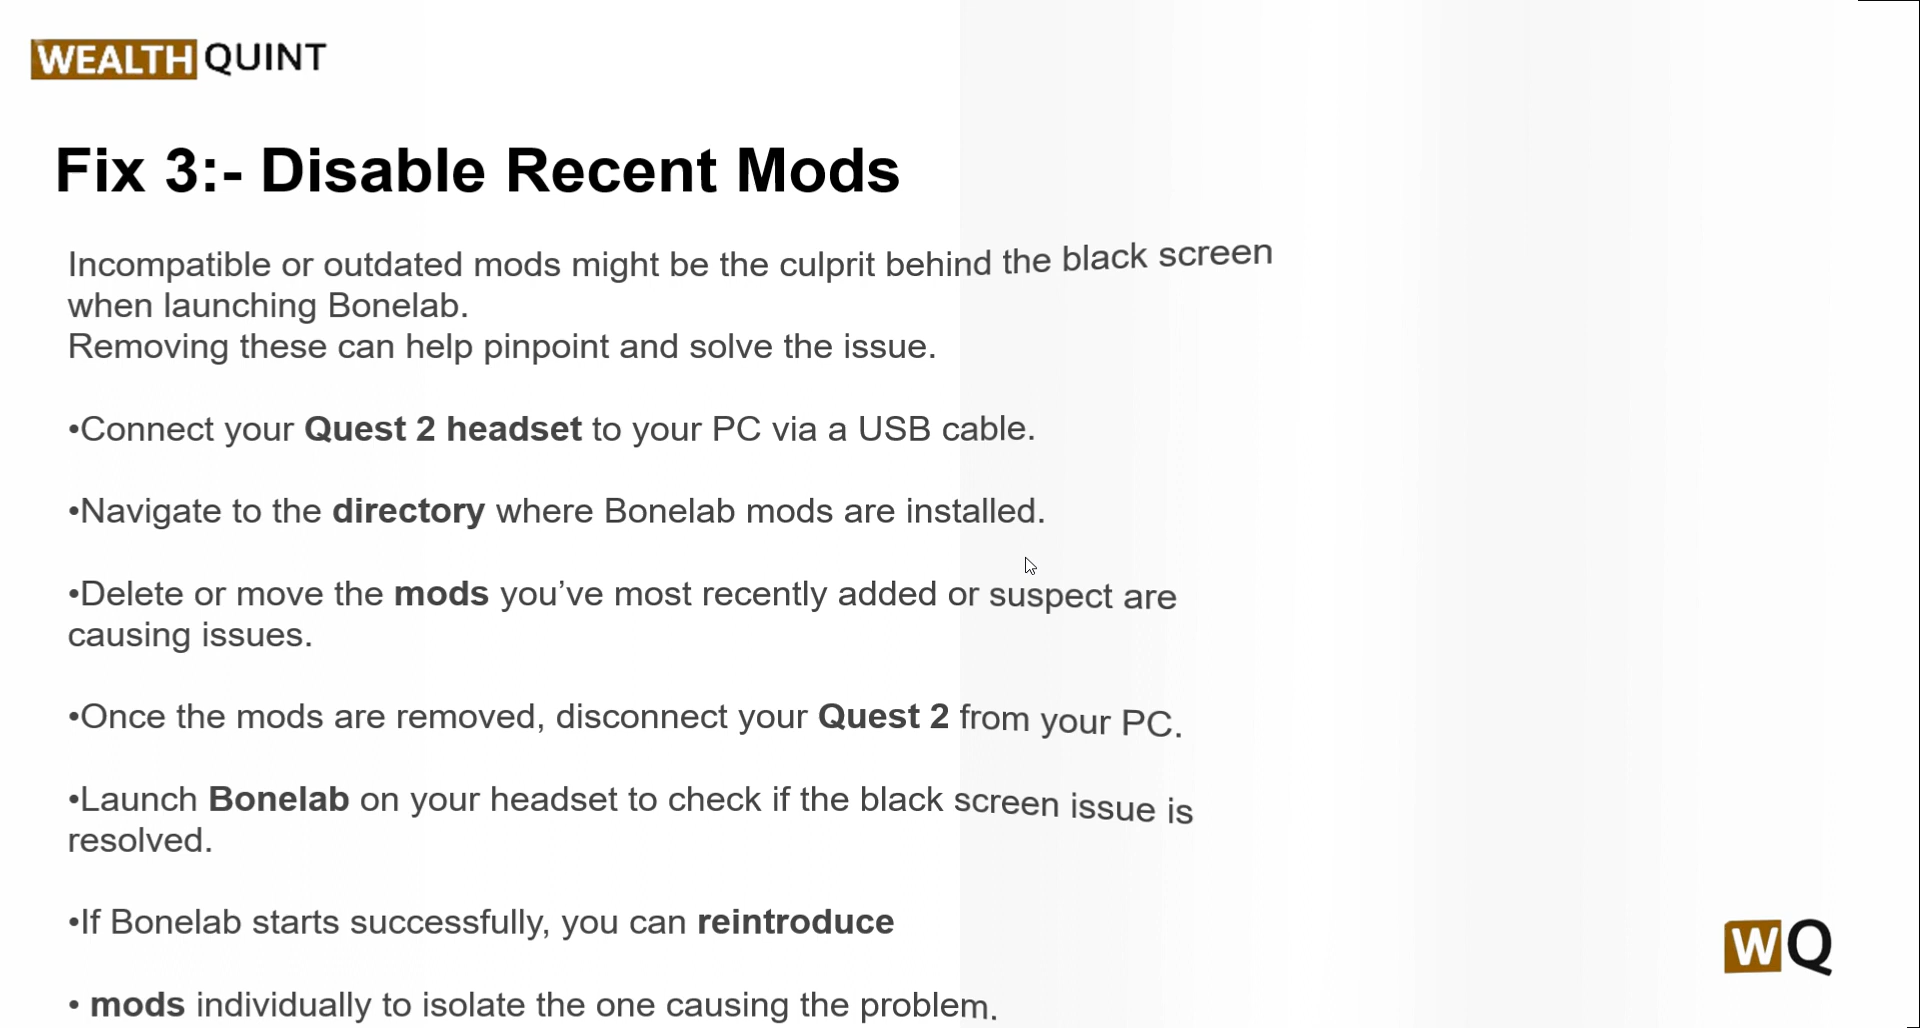 WEALTH QUINT
Fix 3:- Disable Recent Mods
Incompatible or outdated mods might be the culprit behind the black screen
when launching Bonelab.
Removing these can help pinpoint and solve the issue.
•Connect your Quest 2 headset to your PC via a USB cable.
•Navigate to the directory where Bonelab mods are installed.
•Delete or move the mods you’ve most recently added or suspect are
causing issues.
•Once the mods are removed, disconnect your Quest 2 from your PC.
•Launch Bonelab on your headset to check if the black screen issue is
resolved.
•If Bonelab starts successfully, you can reintroduce
• mods individually to isolate the one causing the problem.
WQ